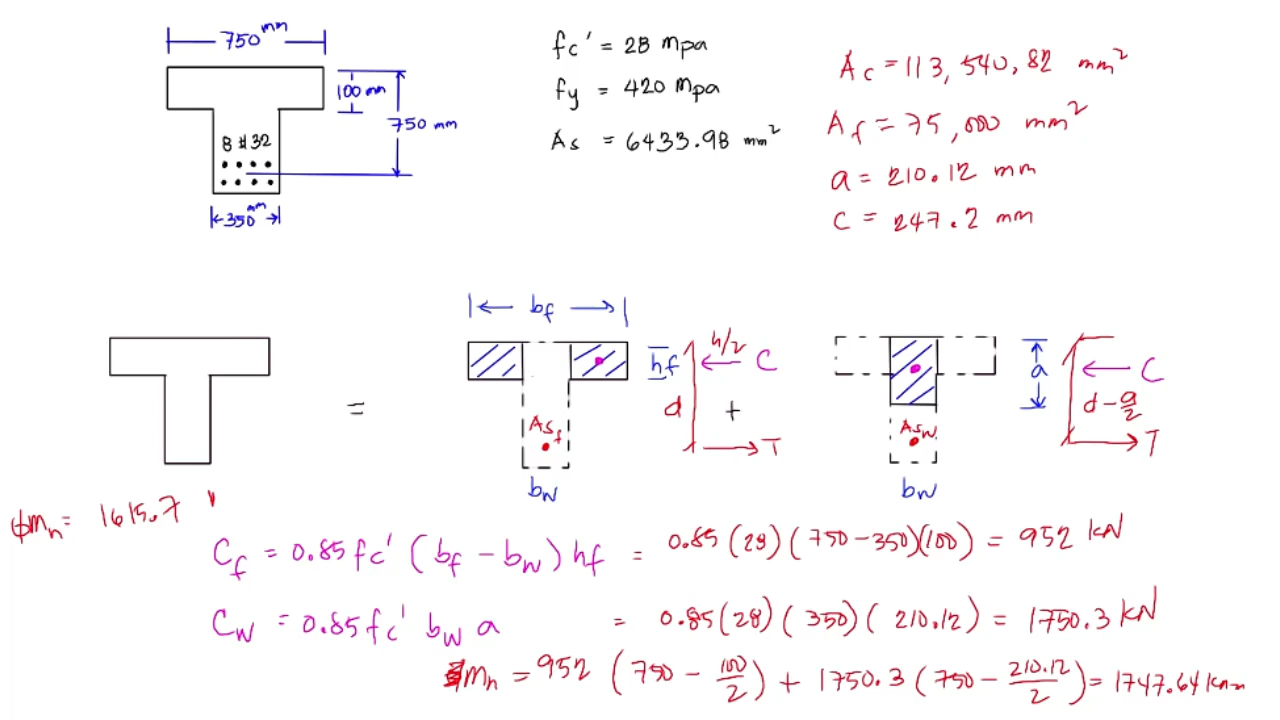 750 mm
100 mm
750 mm
8 # 32
350 mm
fc' = 28 mpa
fy = 420 mpa
As = 6433.98 mm²
Ac = 113,540.82 mm²
Af = 75,000 mm²
a = 210.12 mm
c = 247.2 mm
=
bf
hf
h/2
C
d
T
Asf
bw
+
a
C
d - a/2
T
Asw
bw
ϕMn = 1615.7
Cf = 0.85 fc' (bf - bw) hf = 0.85 (28) (750 - 350)(100) = 952 kN
Cw = 0.85 fc' bw a = 0.85 (28) (350) (210.12) = 1750.3 kN
Mn = 952 (750 - 100/2) + 1750.3 (750 - 210.12/2) = 1747.64 kNm